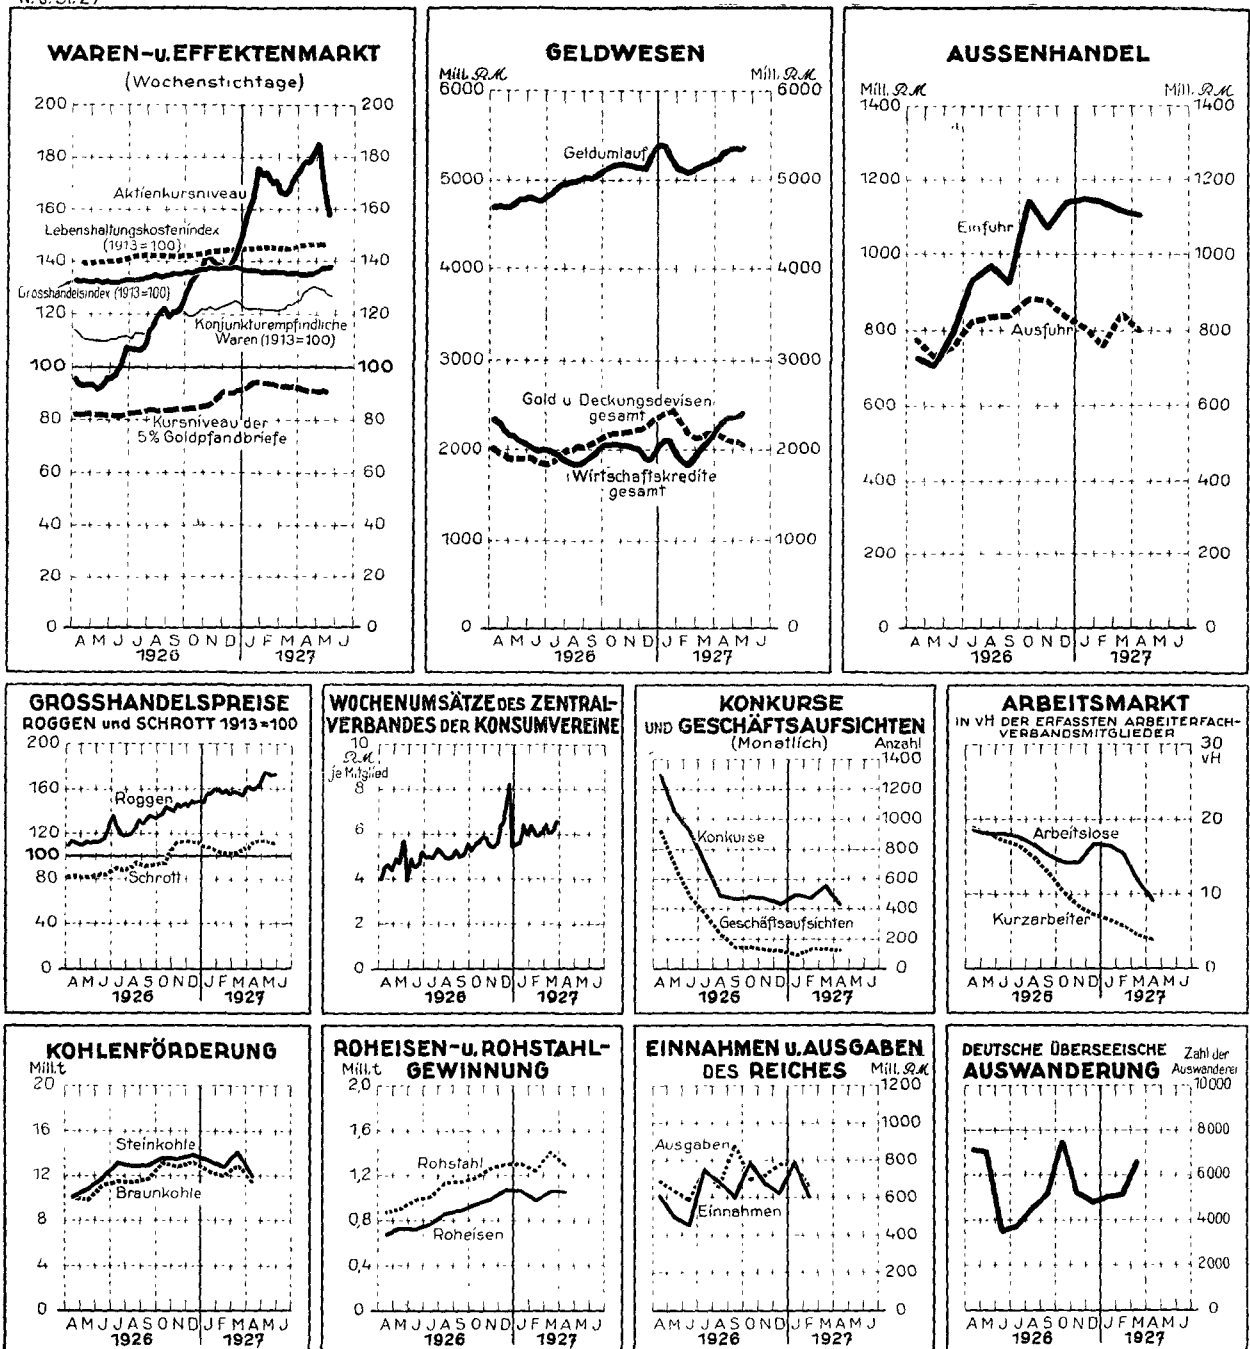 WAREN-u.EFFEKTENMARKT
(Wochenstichtage)
200 200
180 180
Aktienkursniveau
160 160
Lebenshaltungskostenindex
(1913=100)
140 140
Grosshandelsindex (1913=100)
120 120
Konjunkturempfindliche
Waren (1913=100)
100 100
80 80
Kursniveau der
5% Goldpfandbriefe
60 60
40 40
20 20
0 0
A M J J A S O N D J F M A M J
1926 1927
GELDWESEN
Mill. RM Mill. RM
6000 6000
Geldumlauf
5000 5000
4000 4000
3000 3000
Gold u Deckungsdevisen
gesamt
2000 2000
Wirtschaftskredite
gesamt
1000 1000
0 0
A M J J A S O N D J F M A M J
1926 1927
AUSSENHANDEL
Mill. RM Mill. RM
1400 1400
1200 1200
Einfuhr
1000 1000
800 800
Ausfuhr
600 600
400 400
200 200
0 0
A M J J A S O N D J F M A M J
1926 1927
GROSSHANDELSPREISE
ROGGEN und SCHROTT 1913=100
200
160
Roggen
120
100
80
Schrott
40
0
A M J J A S O N D J F M A M J
1926 1927
WOCHENUMSÄTZE DES ZENTRAL-
VERBANDES DER KONSUMVEREINE
10
RM
je Mitglied
8
6
4
2
0
A M J J A S O N D J F M A M J
1926 1927
KONKURSE
UND GESCHÄFTSAUFSICHTEN
(Monatlich) Anzahl
1400
1200
1000
Konkurse
800
600
400
Geschäftsaufsichten
200
0
A M J J A S O N D J F M A M J
1926 1927
ARBEITSMARKT
IN vH DER ERFASSTEN ARBEITERFACH-
VERBANDSMITGLIEDER
30
vH
20
Arbeitslose
10
Kurzarbeiter
0
A M J J A S O N D J F M A M J
1926 1927
KOHLENFÖRDERUNG
Mill.t
20
16
Steinkohle
12
Braunkohle
8
4
0
A M J J A S O N D J F M A M J
1926 1927
ROHEISEN-u. ROHSTAHL-
GEWINNUNG
Mill.t
2,0
1,6
Rohstahl
1,2
0,8
Roheisen
0,4
0
A M J J A S O N D J F M A M J
1926 1927
EINNAHMEN u. AUSGABEN
DES REICHES Mill. RM
1200
1000
Ausgaben
800
600
Einnahmen
400
200
0
A M J J A S O N D J F M A M J
1926 1927
DEUTSCHE ÜBERSEEISCHE
AUSWANDERUNG
Zahl der
Auswanderer
10000
8000
6000
4000
2000
0
A M J J A S O N D J F M A M J
1926 1927